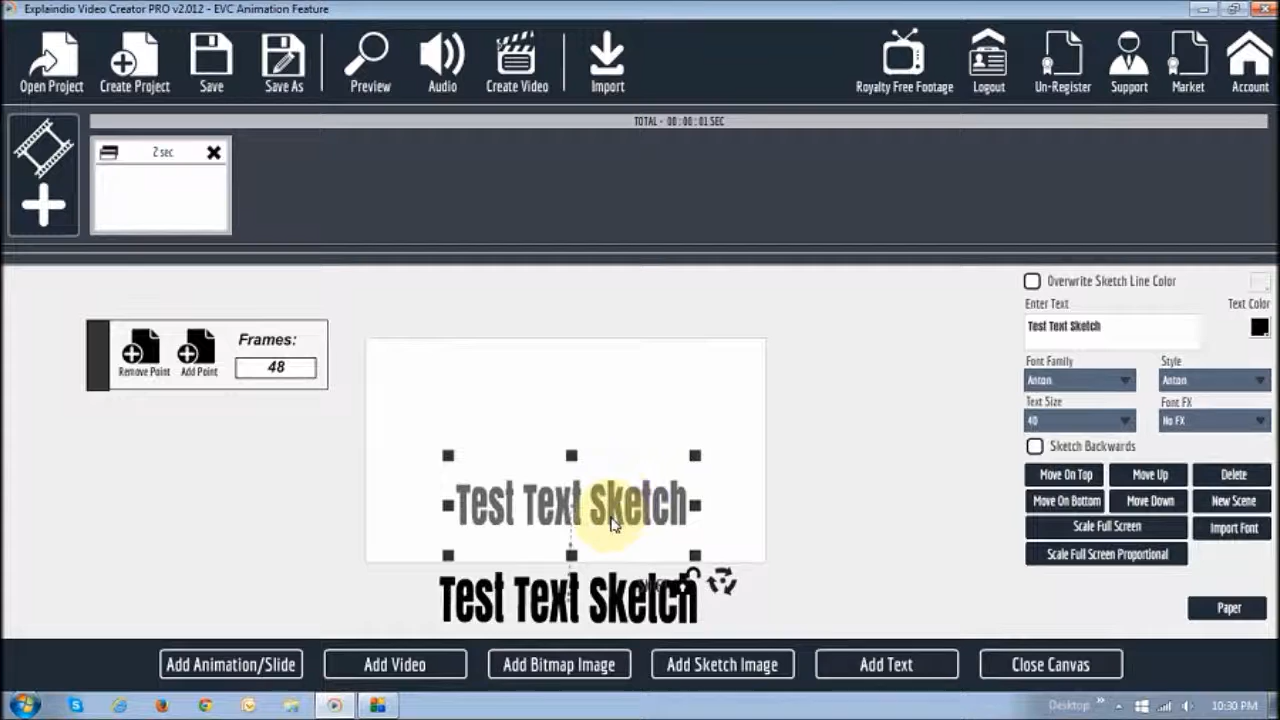 Explaindio Video Creator PRO v2.012 - EVC Animation Feature
Open Project
Create Project
Save
Save As
Preview
Audio
Create Video
Import
Royalty Free Footage
Logout
Un-Register
Support
Market
Account
TOTAL - 00:00:01 SEC
2 sec
Overwrite Sketch Line Color
Enter Text
Text Color
Test Text Sketch
Remove Point
Add Point
Frames:
48
Font Family
Style
Anton
Anton
Text Size
Font FX
40
No FX
Sketch Backwards
Move On Top
Move Up
Delete
Move On Bottom
Move Down
New Scene
Scale Full Screen
Import Font
Scale Full Screen Proportional
Test Text Sketch
Test Text Sketch
Paper
Add Animation/Slide
Add Video
Add Bitmap Image
Add Sketch Image
Add Text
Close Canvas
Desktop
10:30 PM